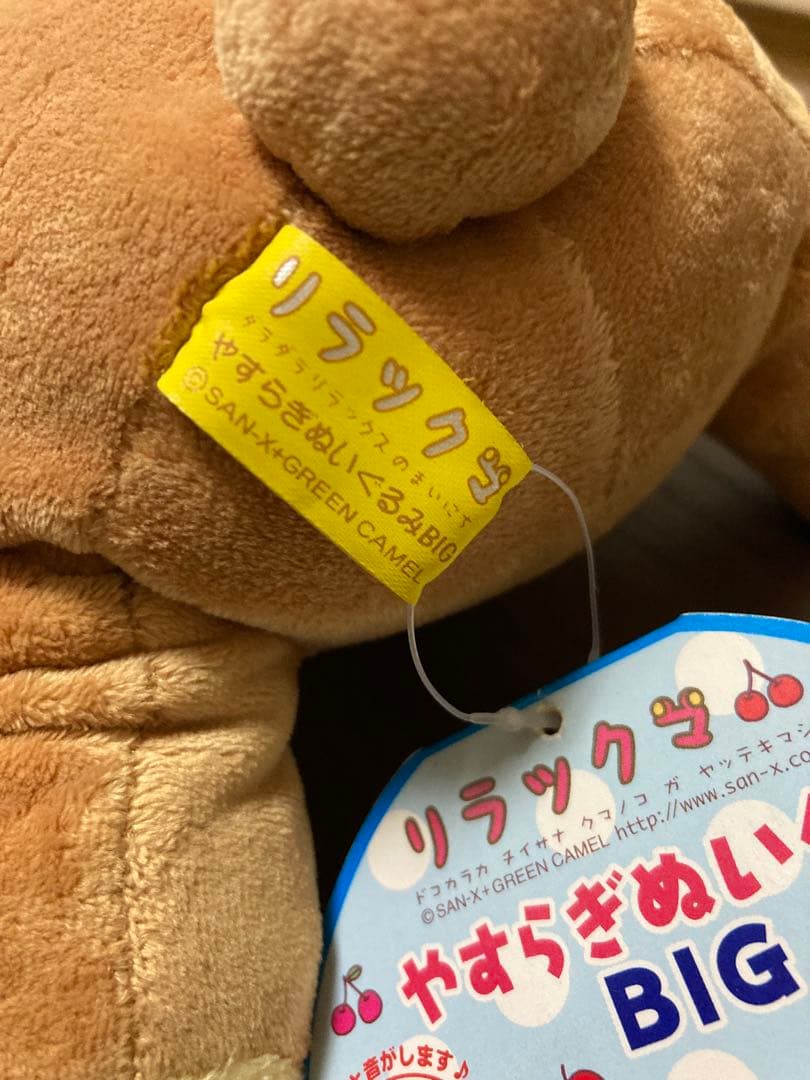 リラックマ
ダラダラリラックスのまいにす
やすらぎぬいぐるみBIG
©SAN-X+GREEN CAMEL
リラックマ
ドコカラカ チイサナ クコノコ ガ ヤッテキマシ
©SAN-X+GREEN CAMEL http://www.san-x.co
やすらぎぬい
BIG
と音がします♪